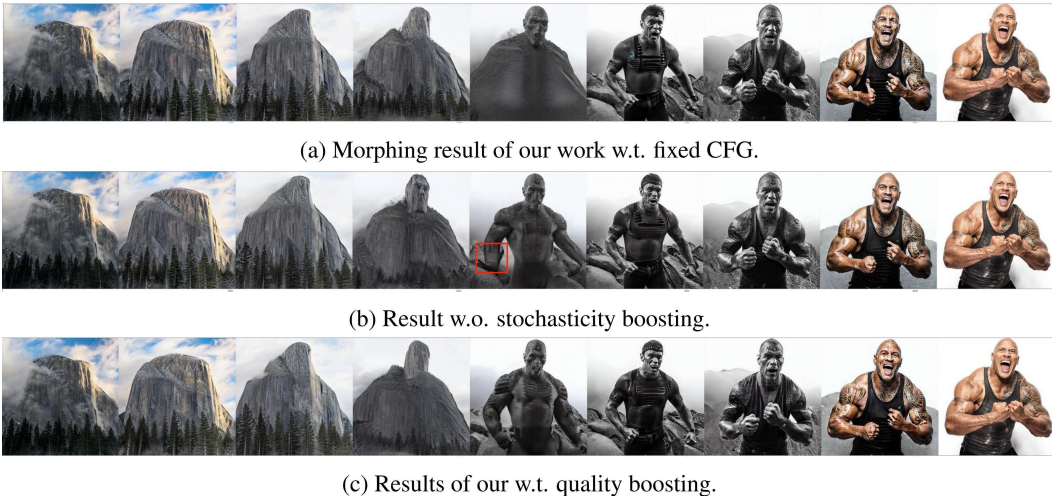 (a) Morphing result of our work w.t. fixed CFG.
(b) Result w.o. stochasticity boosting.
(c) Results of our w.t. quality boosting.